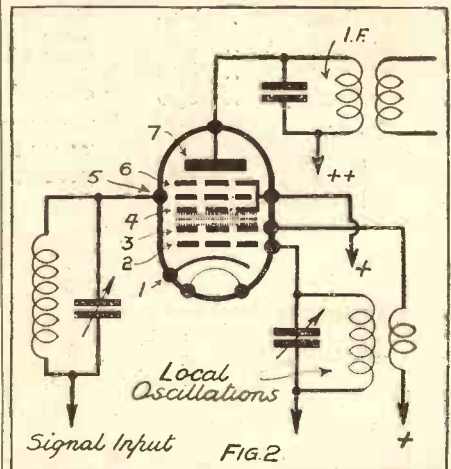 I.F.
7
++
6
5
4
3
2
+
1
Local
Oscillations
Signal Input
+
FIG.2.